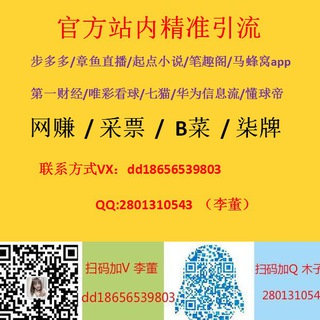 官方站内精准引流
步多多/章鱼直播/起点小说/笔趣阁/马蜂窝app
第一财经/唯彩看球/七猫/华为信息流/懂球帝
网赚 / 采票 / B菜 / 柒牌
联系方式VX：dd18656539803
QQ:2801310543 （李董）
扫码加V 李董
dd18656539803
扫码加Q 木子
280131054